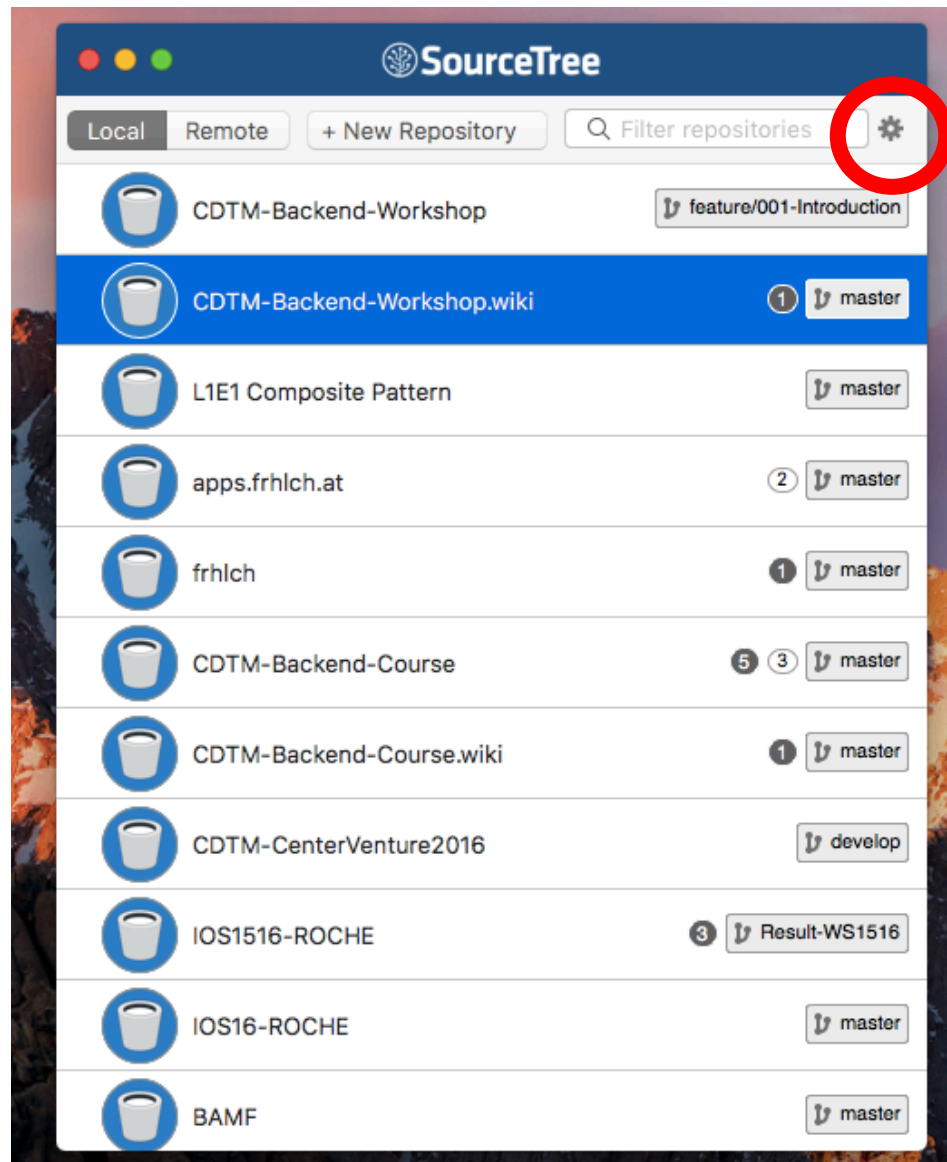 SourceTree
Local Remote + New Repository Filter repositories
CDTM-Backend-Workshop feature/001-Introduction
CDTM-Backend-Workshop.wiki 1 master
L1E1 Composite Pattern master
apps.frhlch.at 2 master
frhlch 1 master
CDTM-Backend-Course 5 3 master
CDTM-Backend-Course.wiki 1 master
CDTM-CenterVenture2016 develop
IOS1516-ROCHE 3 Result-WS1516
IOS16-ROCHE master
BAMF master